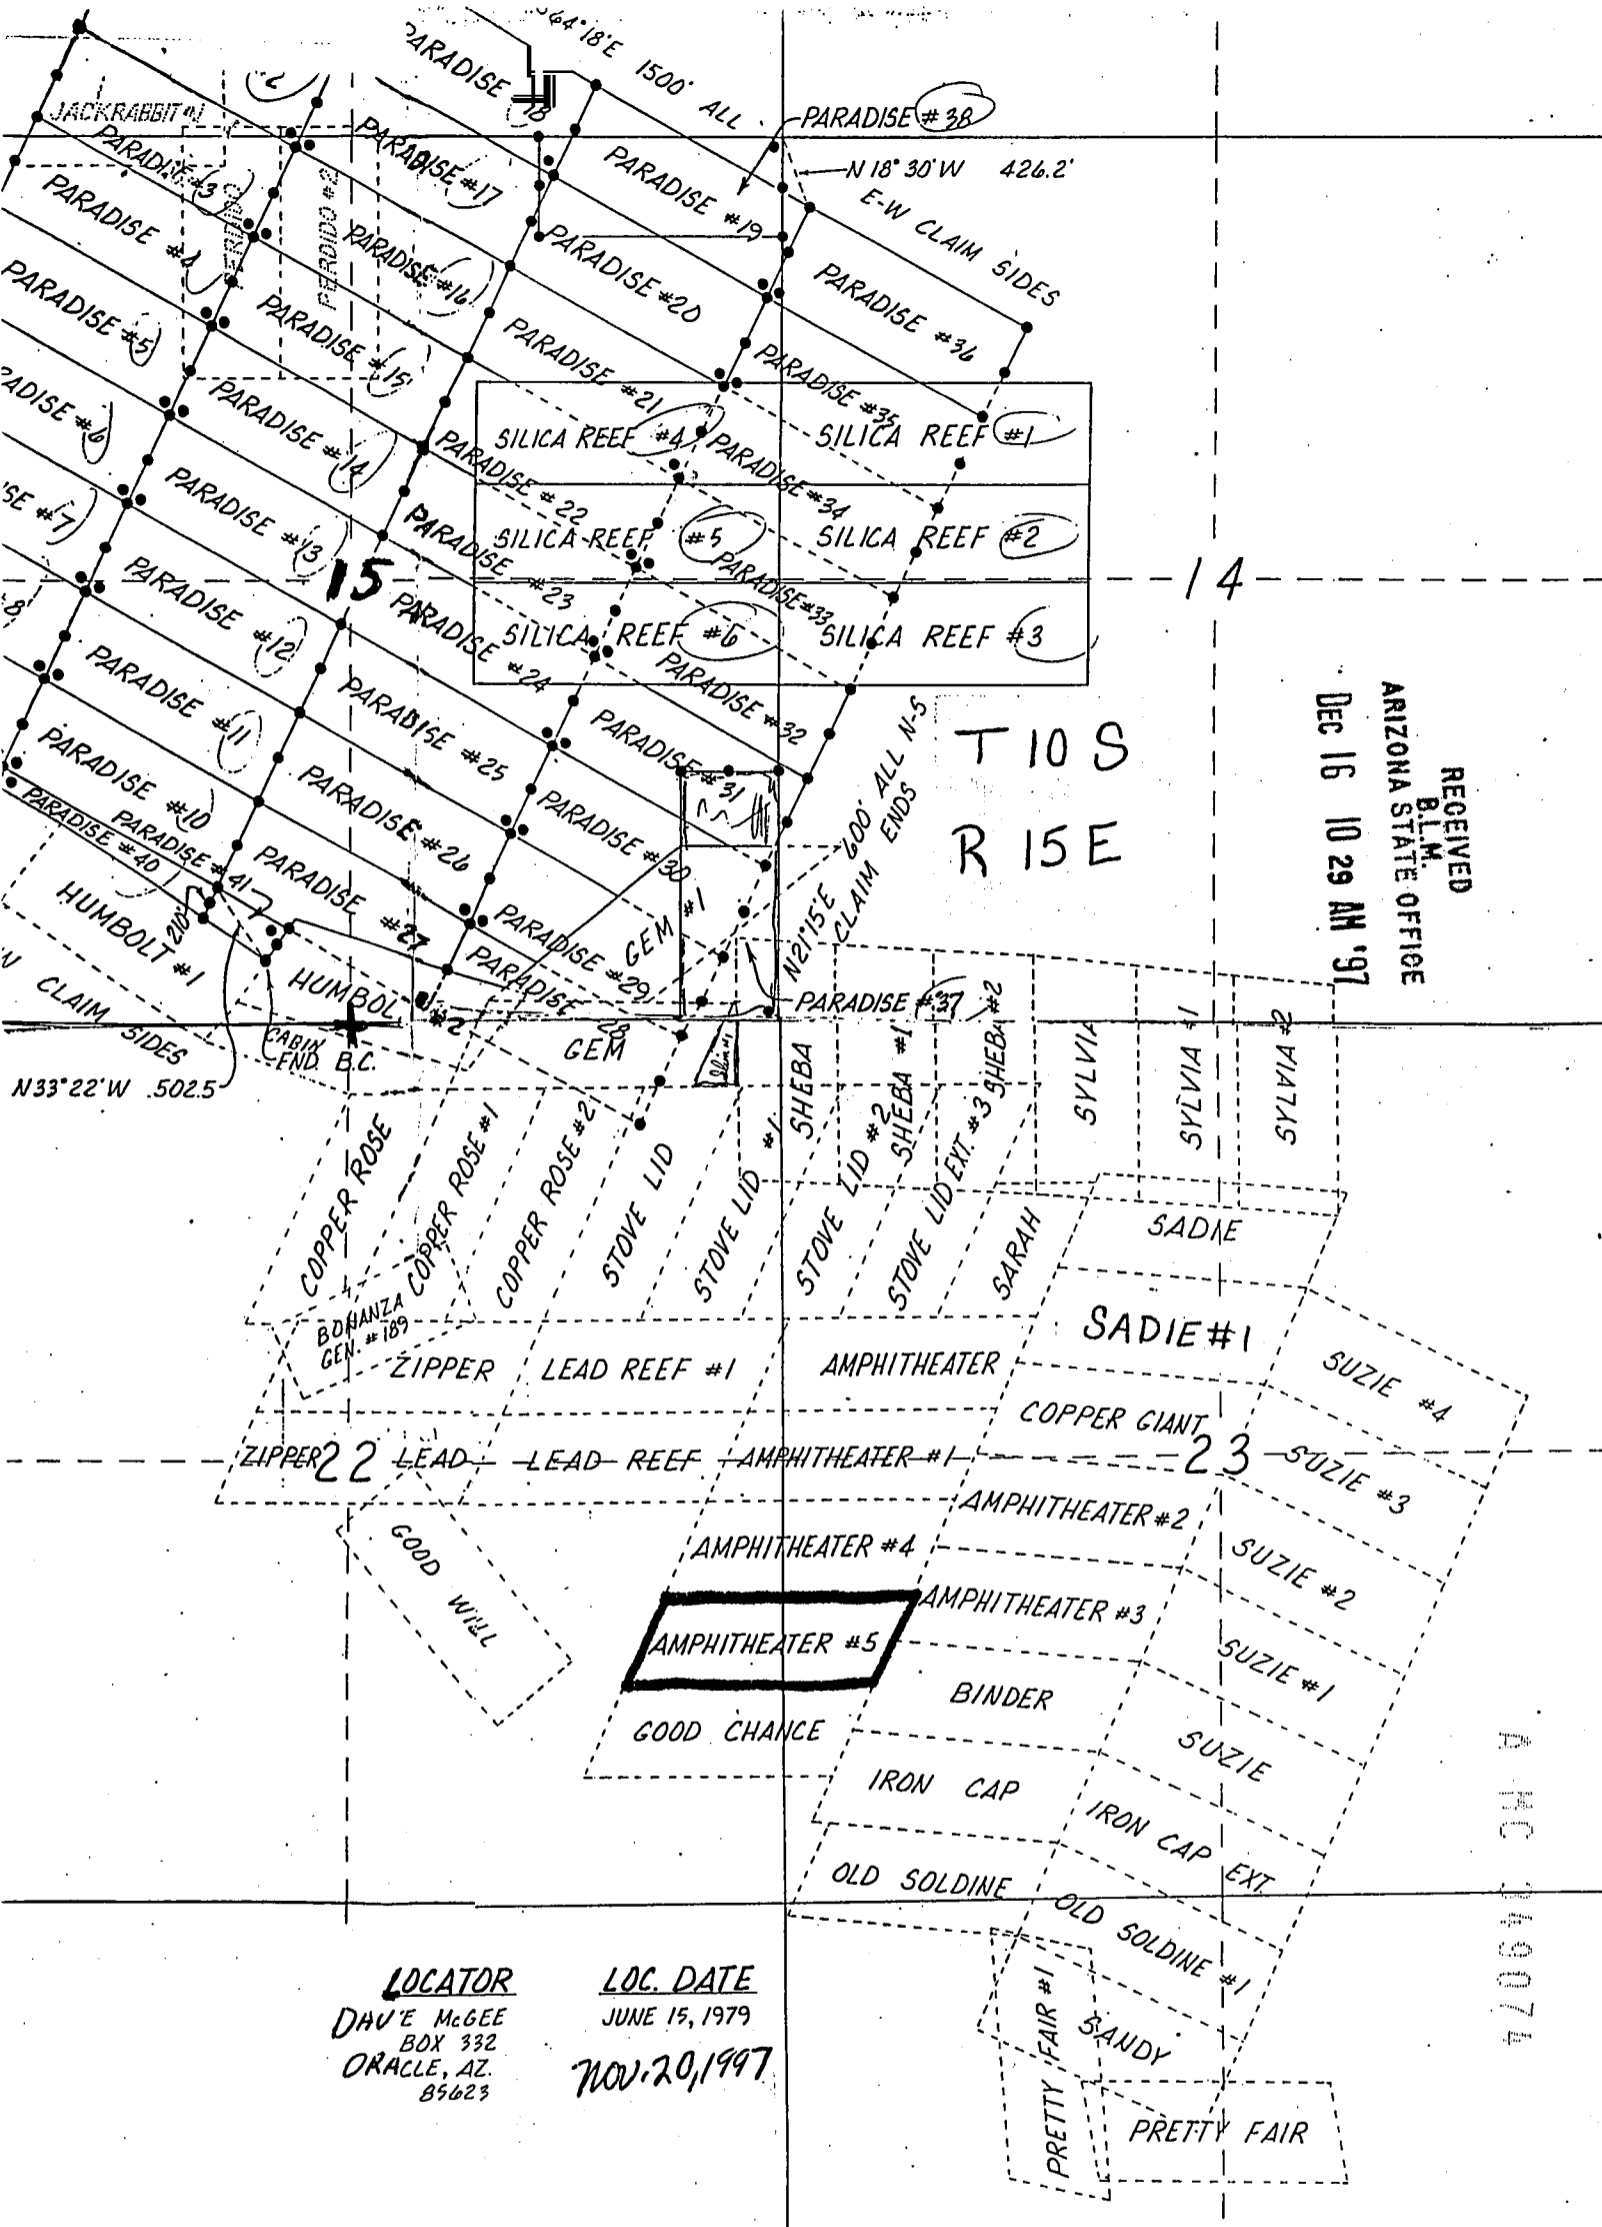 64°18'E 1500' ALL
E-W CLAIM SIDES
PARADISE #38
N 18° 30' W 426.2'
PARADISE 18
JACKRABBIT #1
#2
PARADISE #3
PARADISE #4
PARADISE #5
RADISE #6
SE #7
8
PERDIDO #2
PARADISE #17
PARADISE #16
PARADISE #15
PARADISE #14
PARADISE #13
PARADISE #12
PARADISE #11
PARADISE #10
PARADISE #40
PARADISE #41
PARADISE #19
PARADISE #20
PARADISE #21
PARADISE #22
PARADISE #23
PARADISE #24
PARADISE #25
PARADISE #26
PARADISE #27
PARADISE #36
PARADISE #35
PARADISE #34
PARADISE #33
PARADISE #32
PARADISE #31
PARADISE #30
PARADISE #29
PARADISE 28
SILICA REEF #4
SILICA REEF #1
SILICA REEF #5
SILICA REEF #2
SILICA REEF #6
SILICA REEF #3
15
14
T 10 S
R 15 E
RECEIVED
B.L.M.
ARIZONA STATE OFFICE
DEC 16 10 29 AM '97
N21°15'E 600' ALL N-S
CLAIM ENDS
GEM #1
PARADISE #37
HUMBOLT #1
210'
HUMBOL #2
CLAIM SIDES
CABIN
END. B.C.
N33°22'W 502.5
GEM
COPPER ROSE
COPPER ROSE #1
COPPER ROSE #2
STOVE LID
STOVE LID #1
STOVE LID #2
STOVE LID EXT. #3
SHEBA
SHEBA #1
SHEBA #2
SYLVIA
SYLVIA #1
SYLVIA #2
SARAH
SADIE
SADIE #1
BONANZA
GEN. #189
ZIPPER
LEAD REEF #1
AMPHITHEATER
COPPER GIANT
SUZIE #4
ZIPPER
22
LEAD
LEAD REEF
AMPHITHEATER #1
23
SUZIE #3
GOOD WILL
AMPHITHEATER #4
AMPHITHEATER #2
SUZIE #2
AMPHITHEATER #5
AMPHITHEATER #3
SUZIE #1
GOOD CHANCE
BINDER
SUZIE
IRON CAP
IRON CAP EXT.
OLD SOLDINE
OLD SOLDINE #1
SANDY
PRETTY FAIR #1
PRETTY FAIR
A MC 349074
LOCATOR
DAVE McGEE
BOX 332
ORACLE, AZ.
85623
LOC. DATE
JUNE 15, 1979
NOV. 20, 1997